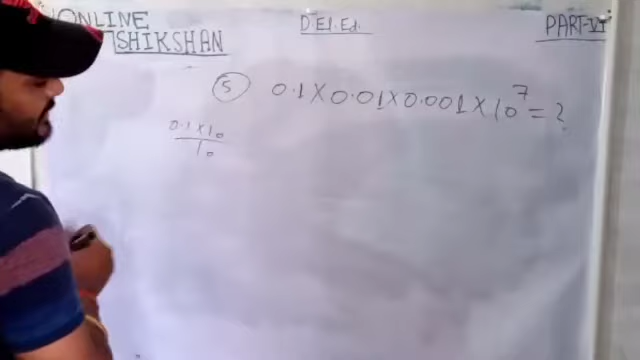 ONLINE
SHIKSHAN
D.El.Ed.
PART-VI
5 0.1×0.01×0.001×10⁷=?
0.1×10
10